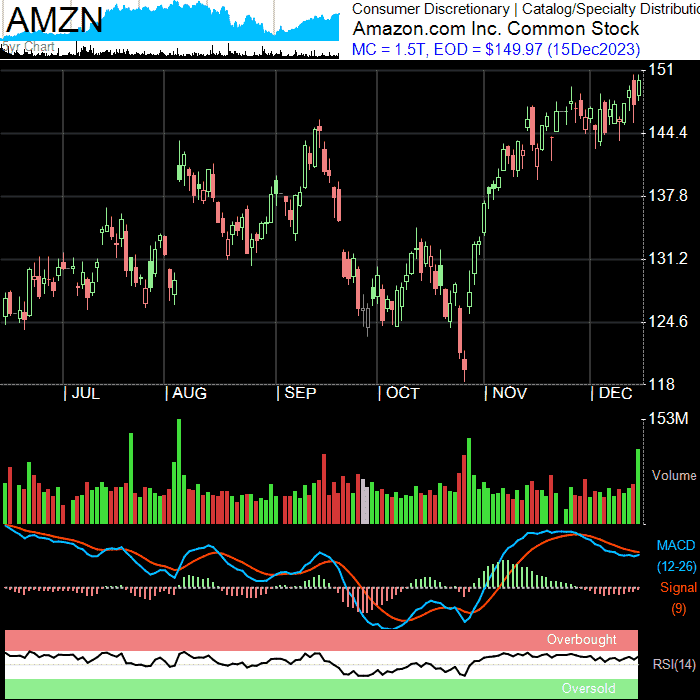 AMZN
5yr Chart
Consumer Discretionary | Catalog/Specialty Distributio
Amazon.com Inc. Common Stock
MC = 1.5T, EOD = $149.97 (15Dec2023)
151
144.4
137.8
131.2
124.6
118
| JUL | AUG | SEP | OCT | NOV | DEC
153M
Volume
MACD
(12-26)
Signal
(9)
Overbought
RSI(14)
Oversold